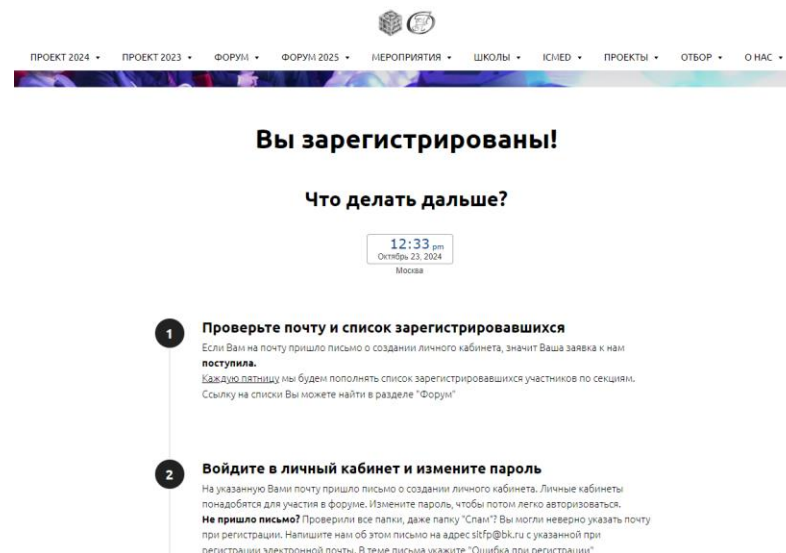 ПРОЕКТ 2024 ПРОЕКТ 2023 ФОРУМ ФОРУМ 2025 МЕРОПРИЯТИЯ ШКОЛЫ ICMED ПРОЕКТЫ ОТБОР О НАС
Вы зарегистрированы!
Что делать дальше?
12:33 pm
Октябрь 23, 2024
Москва
1 Проверьте почту и список зарегистрировавшихся
Если Вам на почту пришло письмо о создании личного кабинета, значит Ваша заявка к нам
поступила.
Каждую пятницу мы будем пополнять список зарегистрировавшихся участников по секциям.
Ссылку на списки Вы можете найти в разделе "Форум"
2 Войдите в личный кабинет и измените пароль
На указанную Вами почту пришло письмо о создании личного кабинета. Личные кабинеты
понадобятся для участия в форуме. Измените пароль, чтобы потом легко авторизоваться.
Не пришло письмо? Проверили все папки, даже папку "Спам"? Вы могли неверно указать почту
при регистрации. Напишите нам об этом письмо на адрес sltfp@bk.ru с указанной при
регистрации электронной почты. В теме письма укажите "Ошибка при регистрации"